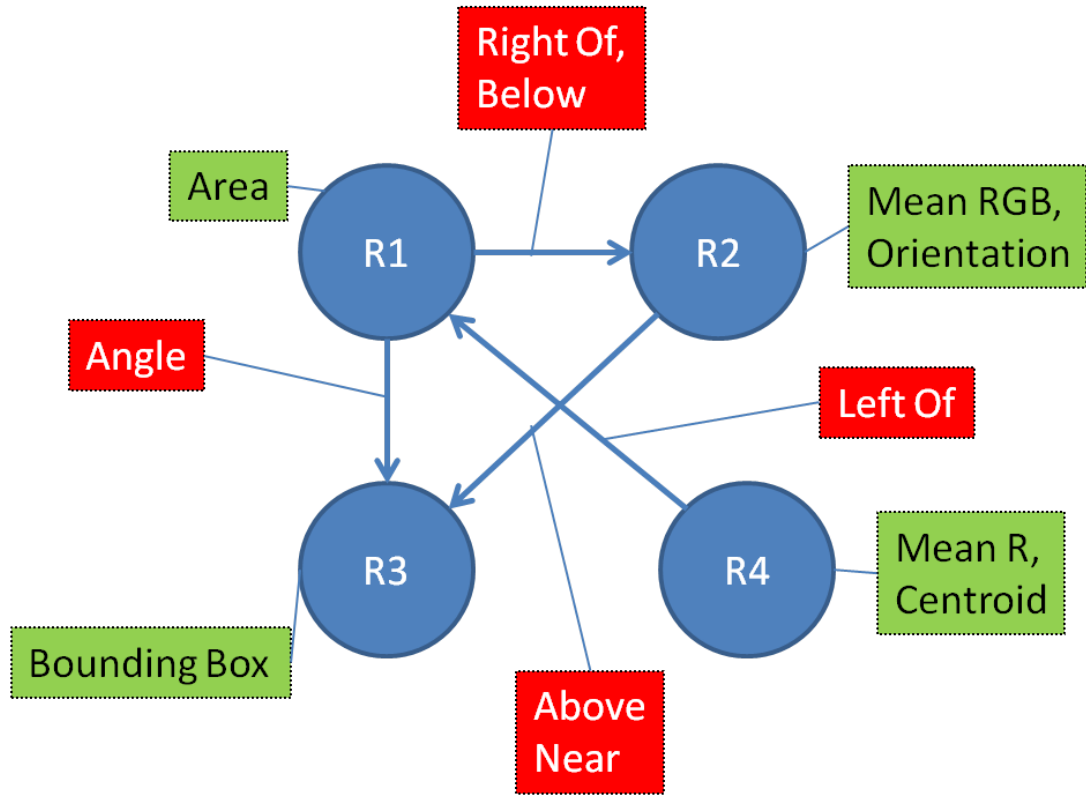 Right Of,
Below
Area
Mean RGB,
Orientation
R1
R2
Angle
Left Of
R3
R4
Mean R,
Centroid
Bounding Box
Above
Near